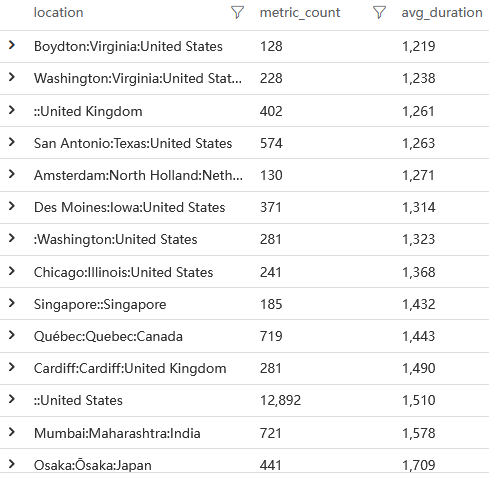 location metric_count avg_duration
Boydton:Virginia:United States 128 1,219
Washington:Virginia:United Stat... 228 1,238
::United Kingdom 402 1,261
San Antonio:Texas:United States 574 1,263
Amsterdam:North Holland:Neth... 130 1,271
Des Moines:Iowa:United States 371 1,314
:Washington:United States 281 1,323
Chicago:Illinois:United States 241 1,368
Singapore::Singapore 185 1,432
Québec:Quebec:Canada 719 1,443
Cardiff:Cardiff:United Kingdom 281 1,490
::United States 12,892 1,510
Mumbai:Maharashtra:India 721 1,578
Osaka:Ōsaka:Japan 441 1,709